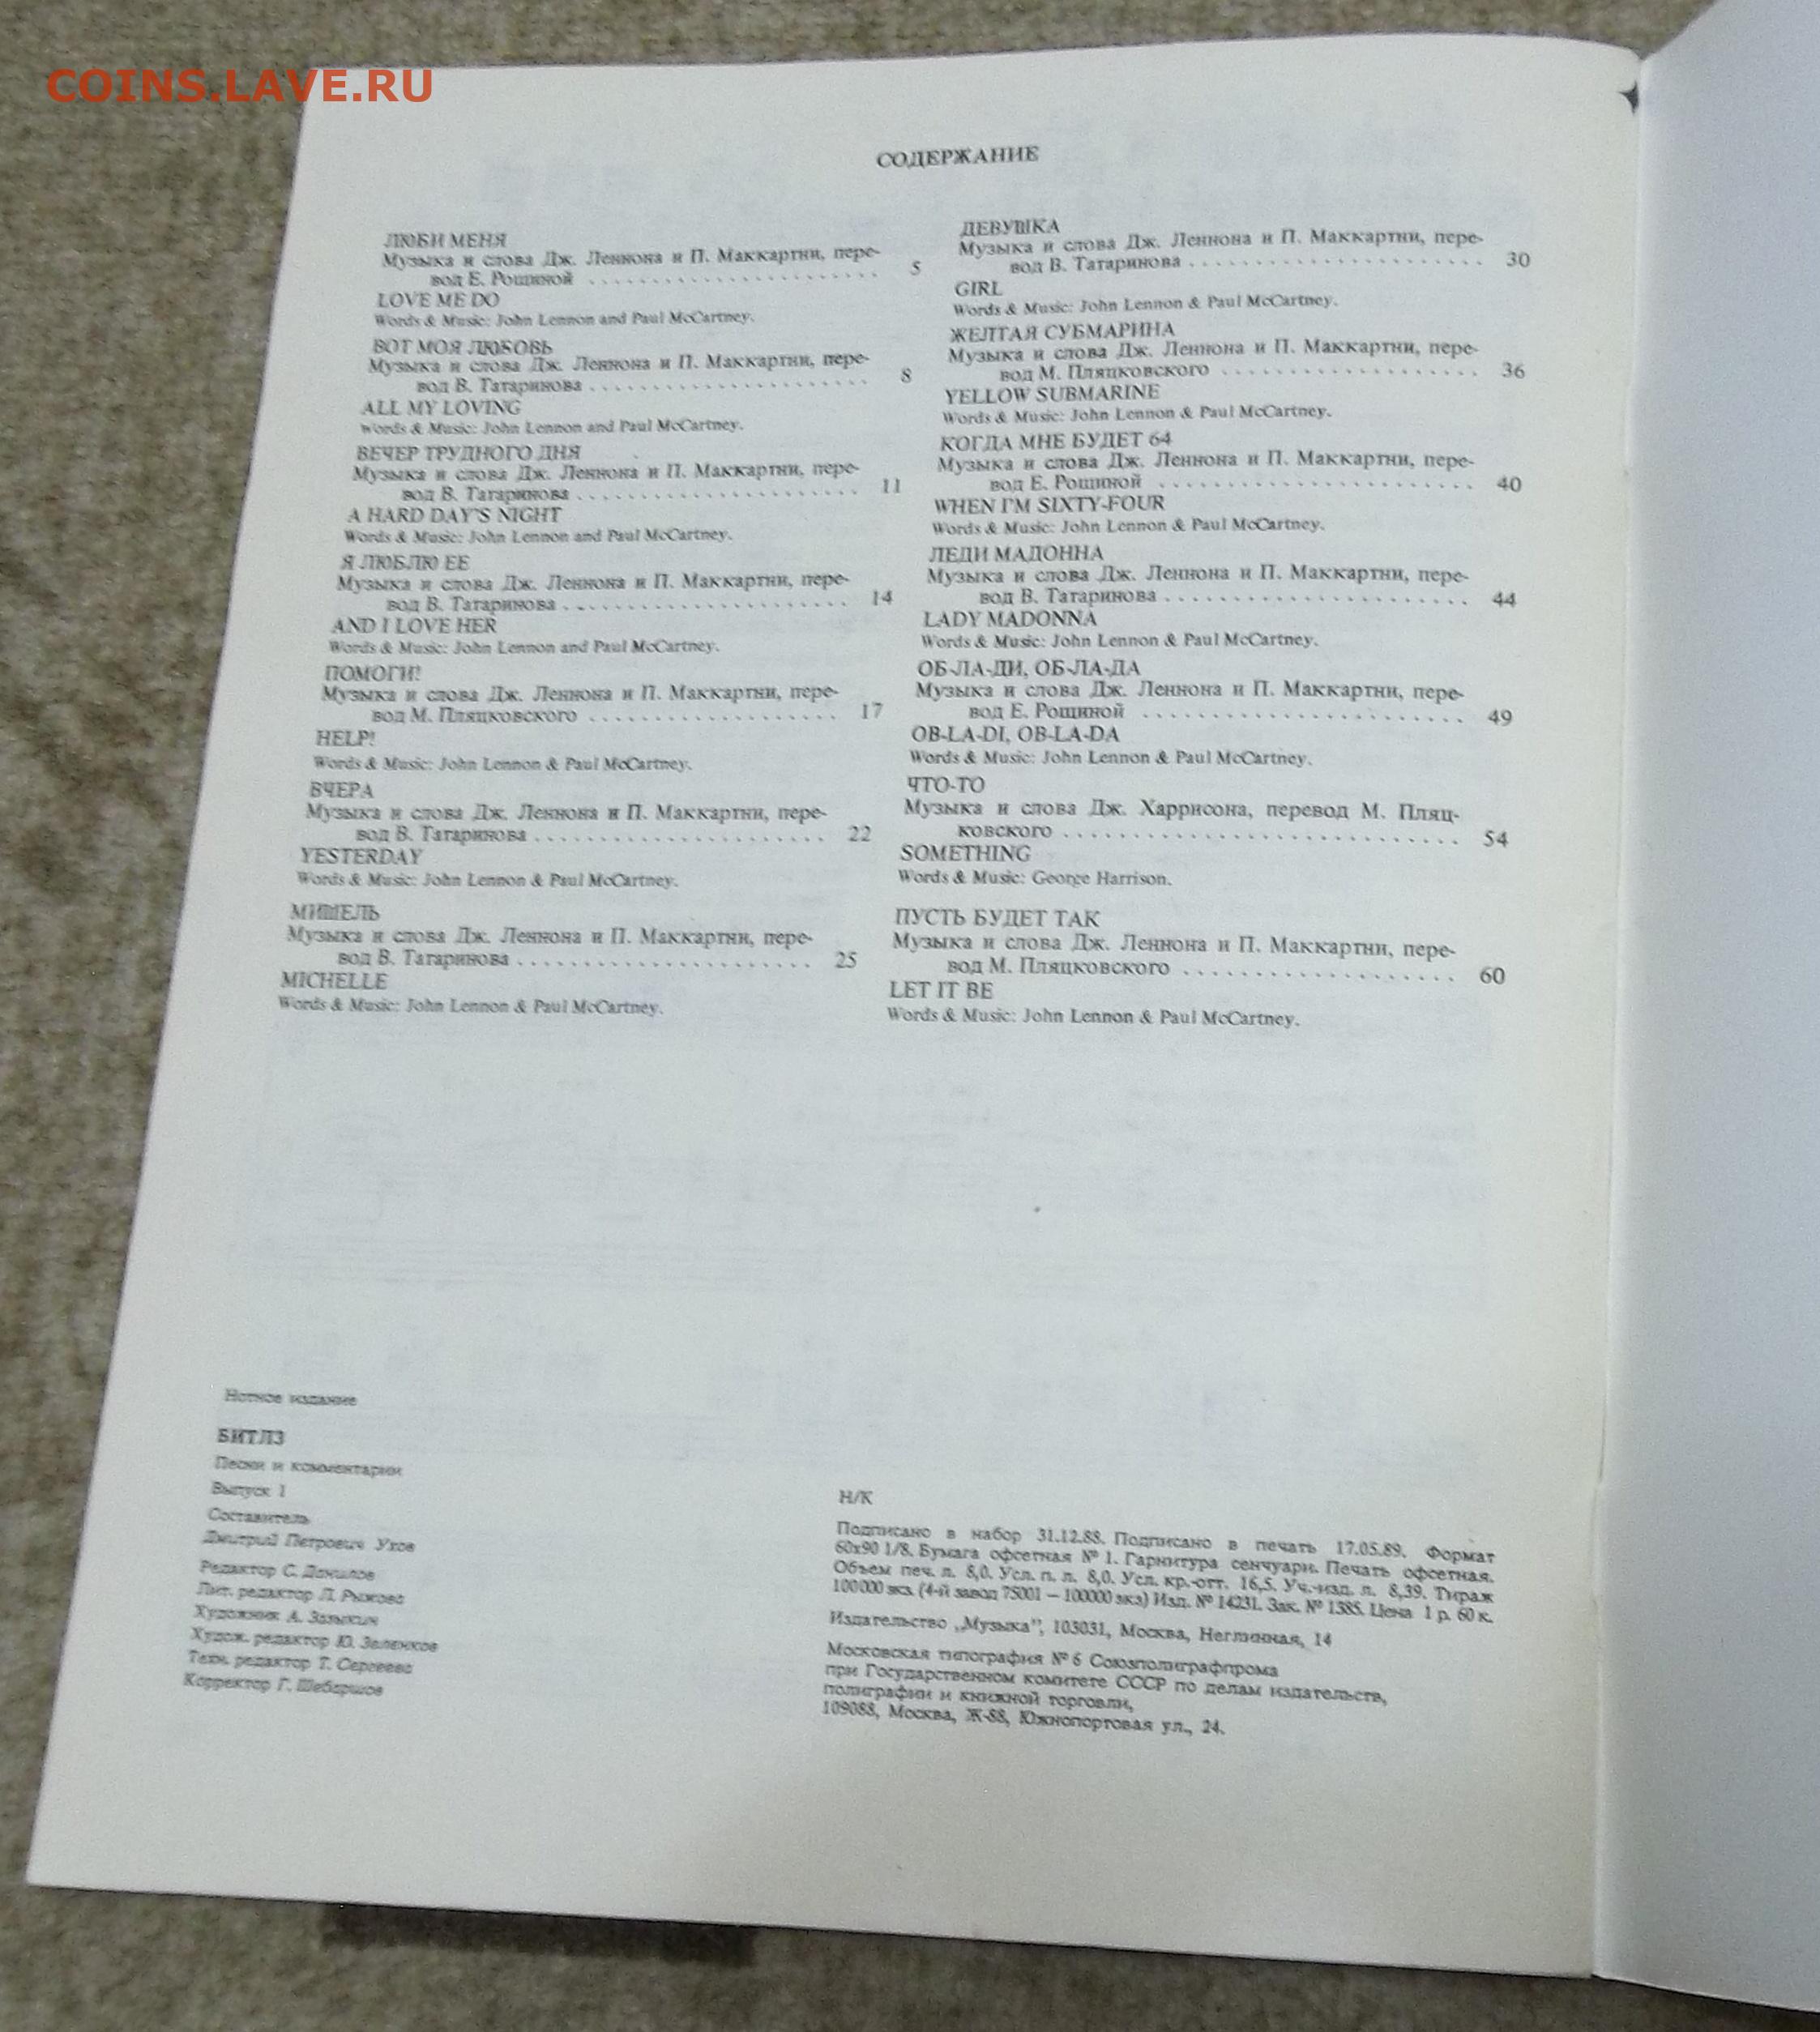 COINS.LAVE.RU
СОДЕРЖАНИЕ
ЛЮБИ МЕНЯ
Музыка и слова Дж. Леннона и П. Маккартни, пере-
вод Е. Рощиной . . . . . . . . . . . . . . . . . . . . . 5
LOVE ME DO
Words & Music: John Lennon and Paul McCartney.
ВОТ МОЯ ЛЮБОВЬ
Музыка и слова Дж. Леннона и П. Маккартни, пере-
вод В. Татаринова . . . . . . . . . . . . . . . . . . . . . 8
ALL MY LOVING
Words & Music: John Lennon and Paul McCartney.
ВЕЧЕР ТРУДНОГО ДНЯ
Музыка и слова Дж. Леннона и П. Маккартни, пере-
вод В. Татаринова . . . . . . . . . . . . . . . . . . . . . 11
A HARD DAY'S NIGHT
Words & Music: John Lennon and Paul McCartney.
Я ЛЮБЛЮ ЕЕ
Музыка и слова Дж. Леннона и П. Маккартни, пере-
вод В. Татаринова . . . . . . . . . . . . . . . . . . . . . 14
AND I LOVE HER
Words & Music: John Lennon and Paul McCartney.
ПОМОГИ!
Музыка и слова Дж. Леннона и П. Маккартни, пере-
вод М. Пляцковского . . . . . . . . . . . . . . . . . . . 17
HELP!
Words & Music: John Lennon & Paul McCartney.
ВЧЕРА
Музыка и слова Дж. Леннона и П. Маккартни, пере-
вод В. Татаринова . . . . . . . . . . . . . . . . . . . . . 22
YESTERDAY
Words & Music: John Lennon & Paul McCartney.
МИШЕЛЬ
Музыка и слова Дж. Леннона и П. Маккартни, пере-
вод В. Татаринова . . . . . . . . . . . . . . . . . . . . . 25
MICHELLE
Words & Music: John Lennon & Paul McCartney.
ДЕВУШКА
Музыка и слова Дж. Леннона и П. Маккартни, пере-
вод В. Татаринова . . . . . . . . . . . . . . . . . . . . . 30
GIRL
Words & Music: John Lennon & Paul McCartney.
ЖЕЛТАЯ СУБМАРИНА
Музыка и слова Дж. Леннона и П. Маккартни, пере-
вод М. Пляцковского . . . . . . . . . . . . . . . . . . . 36
YELLOW SUBMARINE
Words & Music: John Lennon & Paul McCartney.
КОГДА МНЕ БУДЕТ 64
Музыка и слова Дж. Леннона и П. Маккартни, пере-
вод Е. Рощиной . . . . . . . . . . . . . . . . . . . . . . . 40
WHEN I'M SIXTY-FOUR
Words & Music: John Lennon & Paul McCartney.
ЛЕДИ МАДОННА
Музыка и слова Дж. Леннона и П. Маккартни, пере-
вод В. Татаринова . . . . . . . . . . . . . . . . . . . . . . 44
LADY MADONNA
Words & Music: John Lennon & Paul McCartney.
ОБ-ЛА-ДИ, ОБ-ЛА-ДА
Музыка и слова Дж. Леннона и П. Маккартни, пере-
вод Е. Рощиной . . . . . . . . . . . . . . . . . . . . . . . 49
OB-LA-DI, OB-LA-DA
Words & Music: John Lennon & Paul McCartney.
ЧТО-ТО
Музыка и слова Дж. Харрисона, перевод М. Пляц-
ковского . . . . . . . . . . . . . . . . . . . . . . . . . . . . 54
SOMETHING
Words & Music: George Harrison.
ПУСТЬ БУДЕТ ТАК
Музыка и слова Дж. Леннона и П. Маккартни, пере-
вод М. Пляцковского . . . . . . . . . . . . . . . . . . . . 60
LET IT BE
Words & Music: John Lennon & Paul McCartney.
Нотное издание
БИТЛЗ
Песни и комментарии
Выпуск 1
Составитель
Дмитрий Петрович Ухов
Редактор С. Данилов
Лит. редактор Л. Рыжова
Художник А. Зазыкин
Худож. редактор Ю. Зеленков
Техн. редактор Т. Сергеева
Корректор Г. Шебаршов
Н/К
Подписано в набор 31.12.88. Подписано в печать 17.05.89. Формат
60х90 1/8. Бумага офсетная № 1. Гарнитура сенчуари. Печать офсетная.
Объем печ. л. 8,0. Усл. п. л. 8,0. Усл. кр.-отт. 16,5. Уч.-изд. л. 8,39. Тираж
100000 экз. (4-й завод 75001 — 100000 экз) Изд. № 14231. Зак. № 1385. Цена 1 р. 60 к.
Издательство „Музыка”, 103031, Москва, Неглинная, 14
Московская типография № 6 Союзполиграфпрома
при Государственном комитете СССР по делам издательств,
полиграфии и книжной торговли,
109088, Москва, Ж-88, Южнопортовая ул., 24.